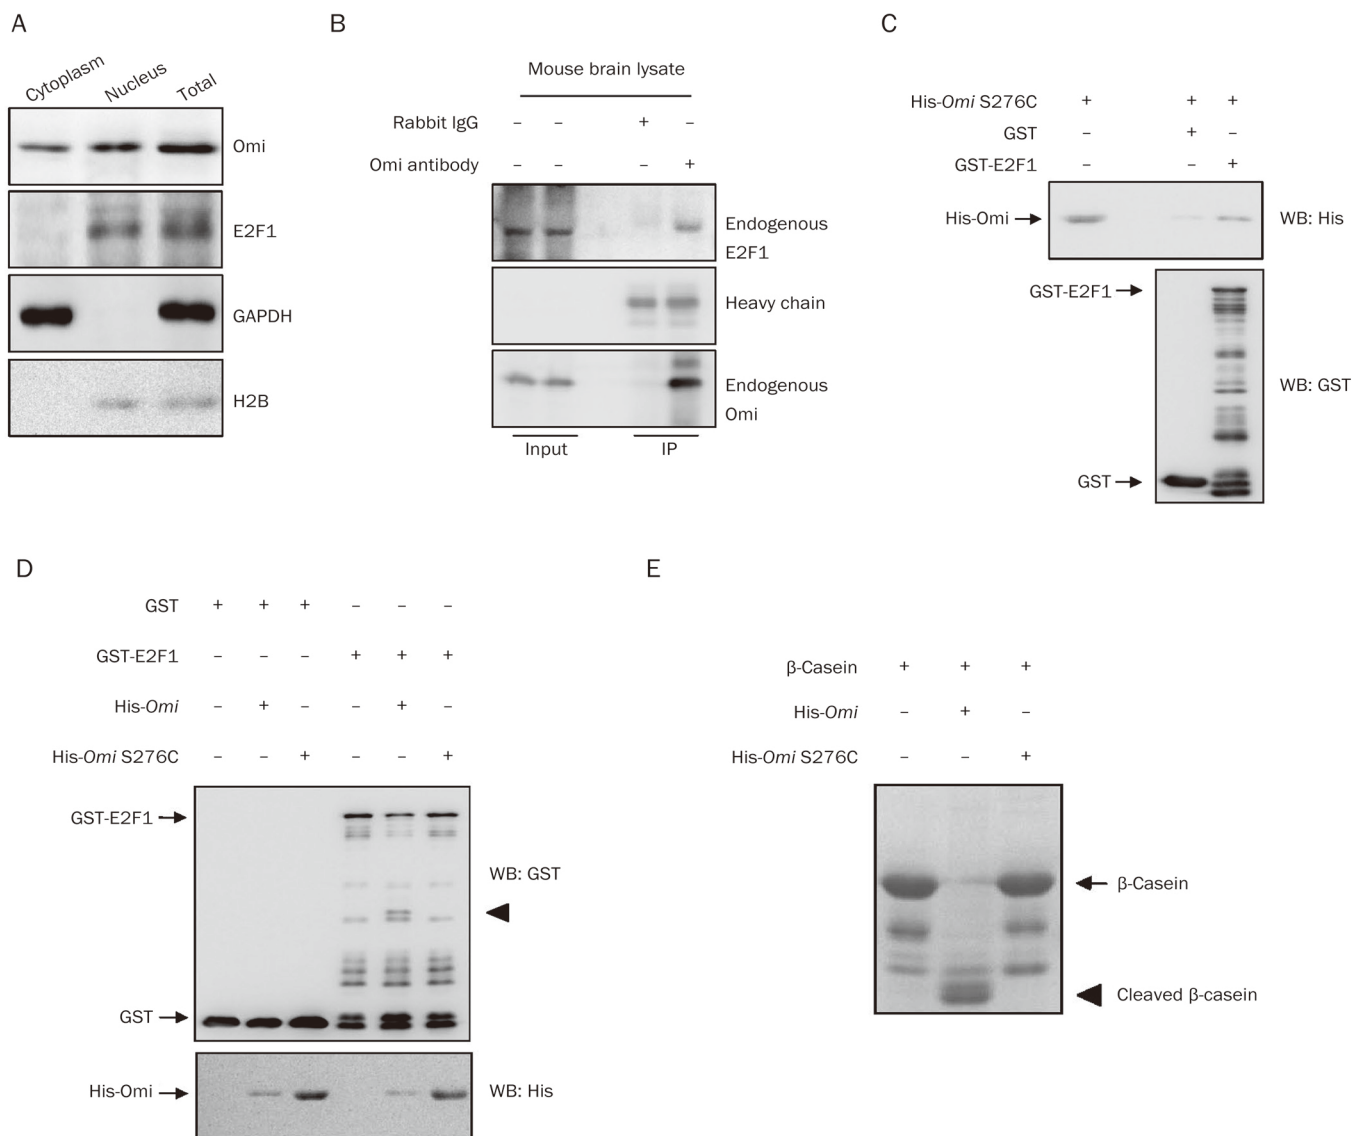 A
Cytoplasm Nucleus Total
Omi
E2F1
GAPDH
H2B
B
Mouse brain lysate
Rabbit IgG – – + –
Omi antibody – – – +
Endogenous
E2F1
Heavy chain
Endogenous
Omi
Input IP
C
His-Omi S276C + + +
GST – + –
GST-E2F1 – – +
His-Omi WB: His
GST-E2F1
WB: GST
GST
D
GST + + + – – –
GST-E2F1 – – – + + +
His-Omi – + – – + –
His-Omi S276C – – + – – +
GST-E2F1
WB: GST
GST
His-Omi WB: His
E
β-Casein + + +
His-Omi – + –
His-Omi S276C – – +
β-Casein
Cleaved β-casein